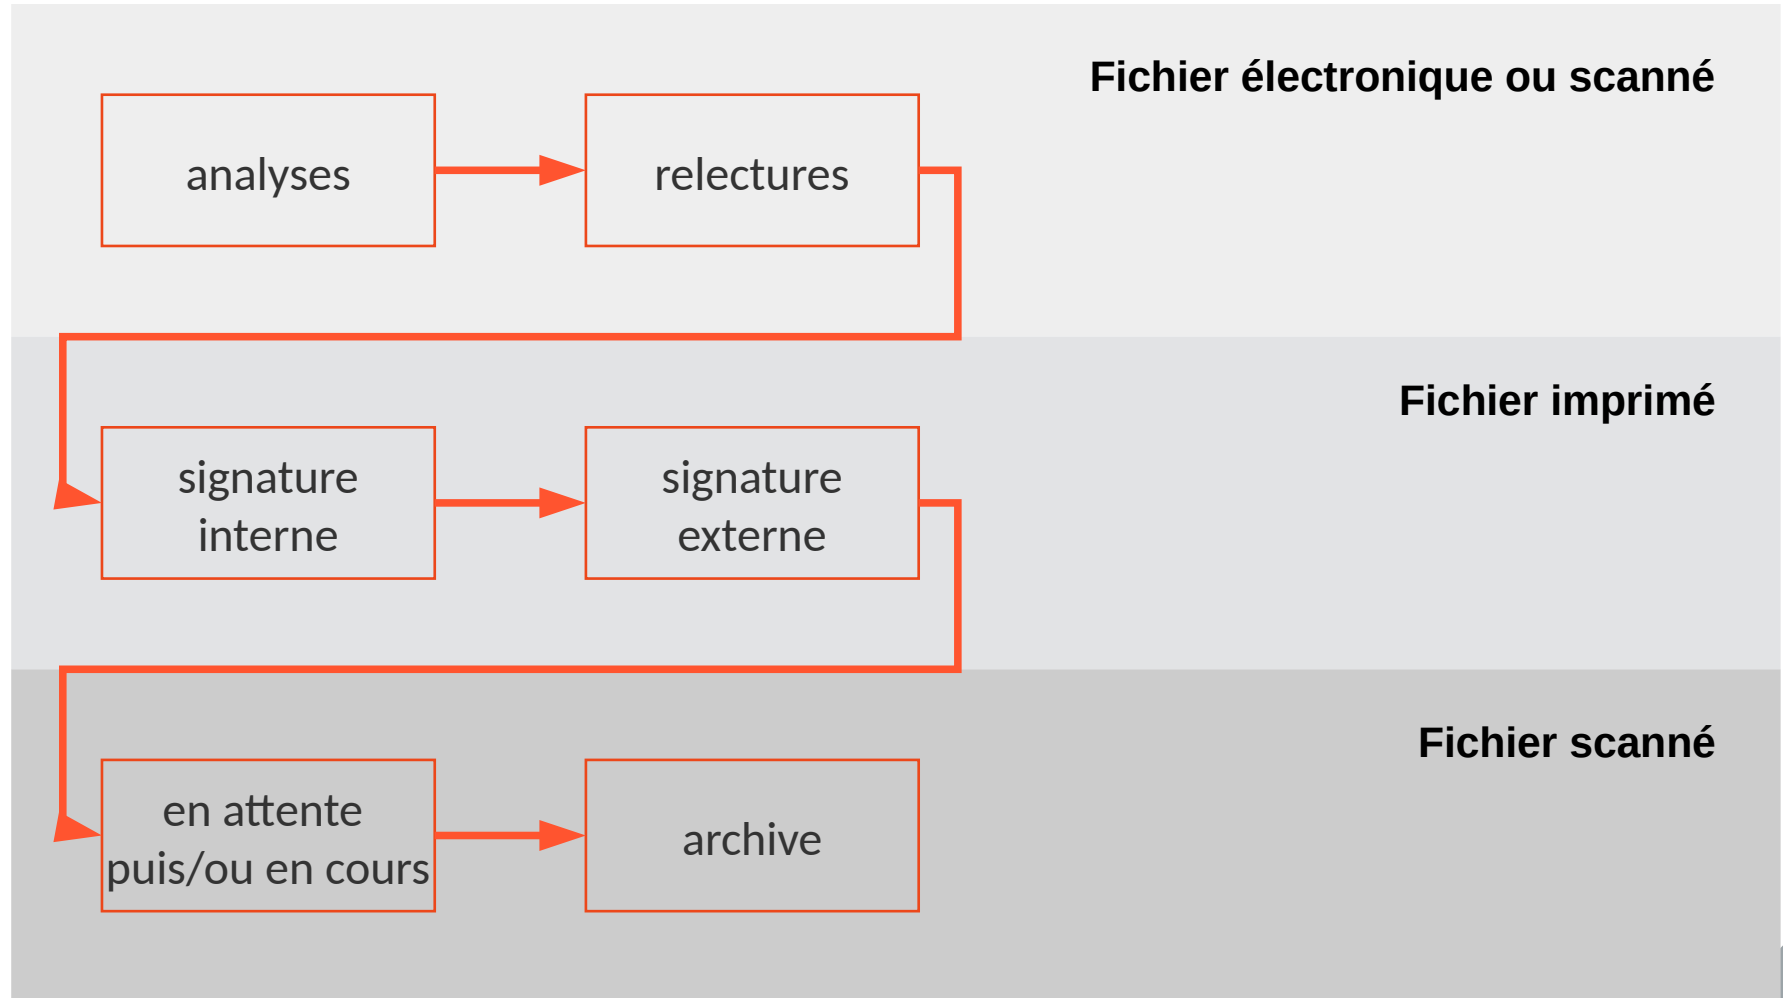 Fichier électronique ou scanné
analyses
relectures
Fichier imprimé
signature
interne
signature
externe
Fichier scanné
en attente
puis/ou en cours
archive